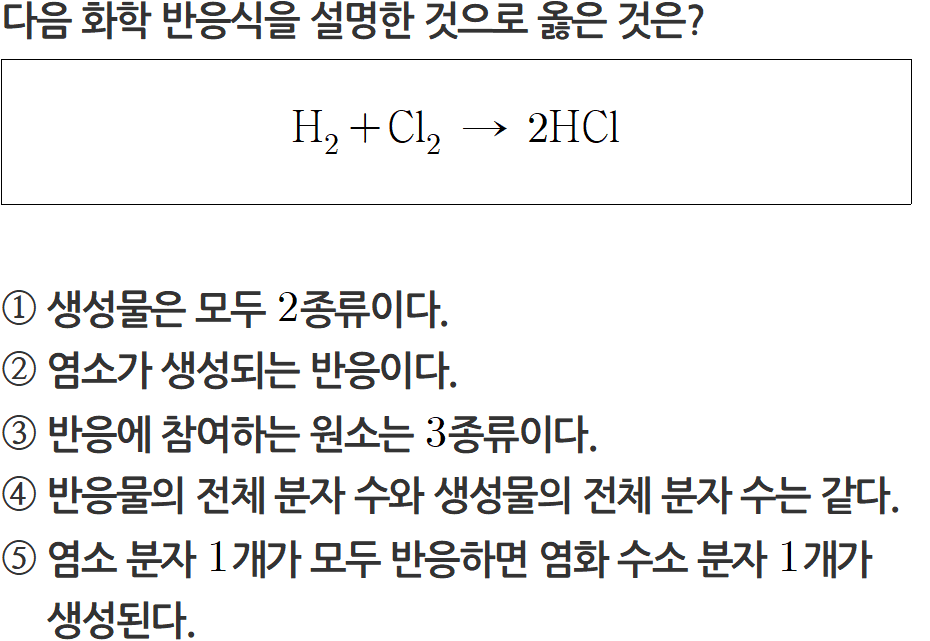 다음 화학 반응식을 설명한 것으로 옳은 것은?
H₂ + Cl₂ → 2HCl
① 생성물은 모두 2종류이다.
② 염소가 생성되는 반응이다.
③ 반응에 참여하는 원소는 3종류이다.
④ 반응물의 전체 분자 수와 생성물의 전체 분자 수는 같다.
⑤ 염소 분자 1개가 모두 반응하면 염화 수소 분자 1개가
생성된다.